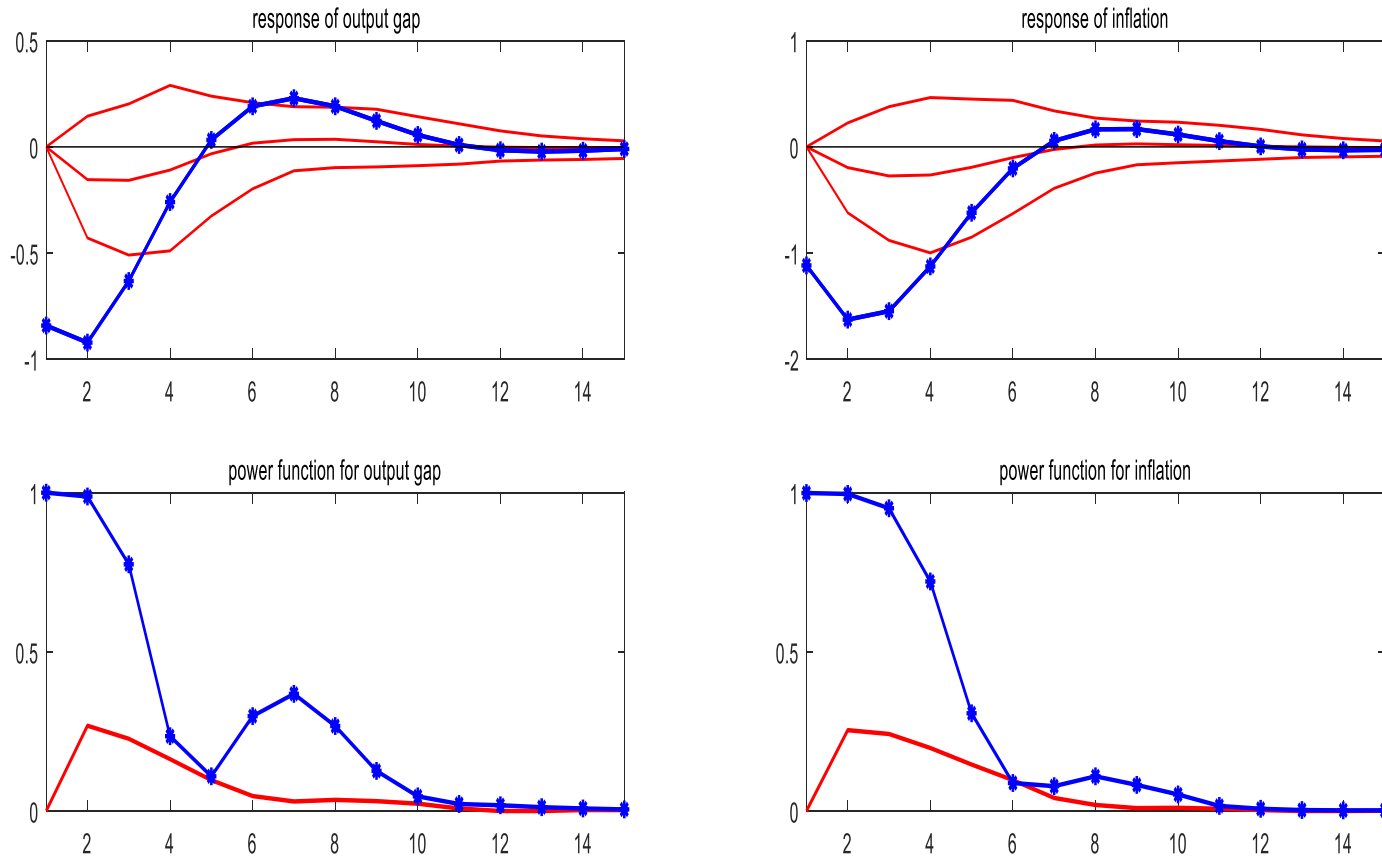 response of output gap
0.5
0
-0.5
-1
2 4 6 8 10 12 14
response of inflation
1
0
-1
-2
2 4 6 8 10 12 14
power function for output gap
1
0.5
0
2 4 6 8 10 12 14
power function for inflation
1
0.5
0
2 4 6 8 10 12 14